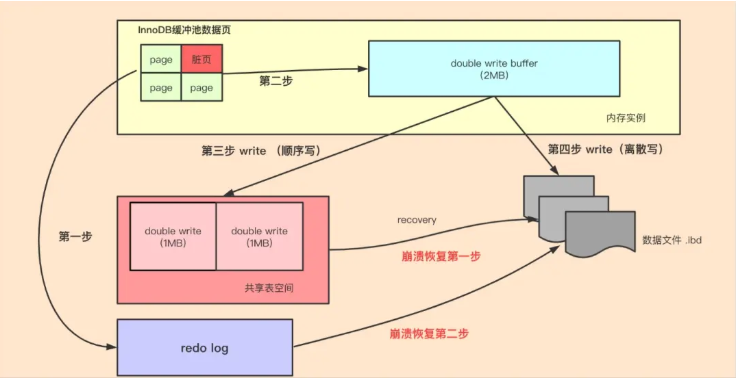 InnoDB缓冲池数据页
page
脏页
page
page
第二步
double write buffer
（2MB）
内存实例
第三步 write （顺序写）
第四步 write（离散写）
第一步
double write
(1MB)
double write
(1MB)
共享表空间
recovery
崩溃恢复第一步
数据文件 .ibd
redo log
崩溃恢复第二步